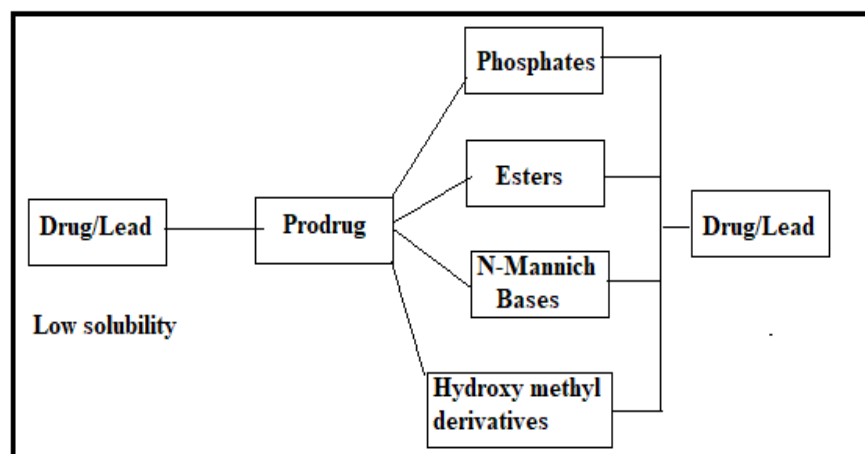 Phosphates
Esters
Drug/Lead
Prodrug
Drug/Lead
N-Mannich
Bases
Low solubility
Hydroxy methyl
derivatives